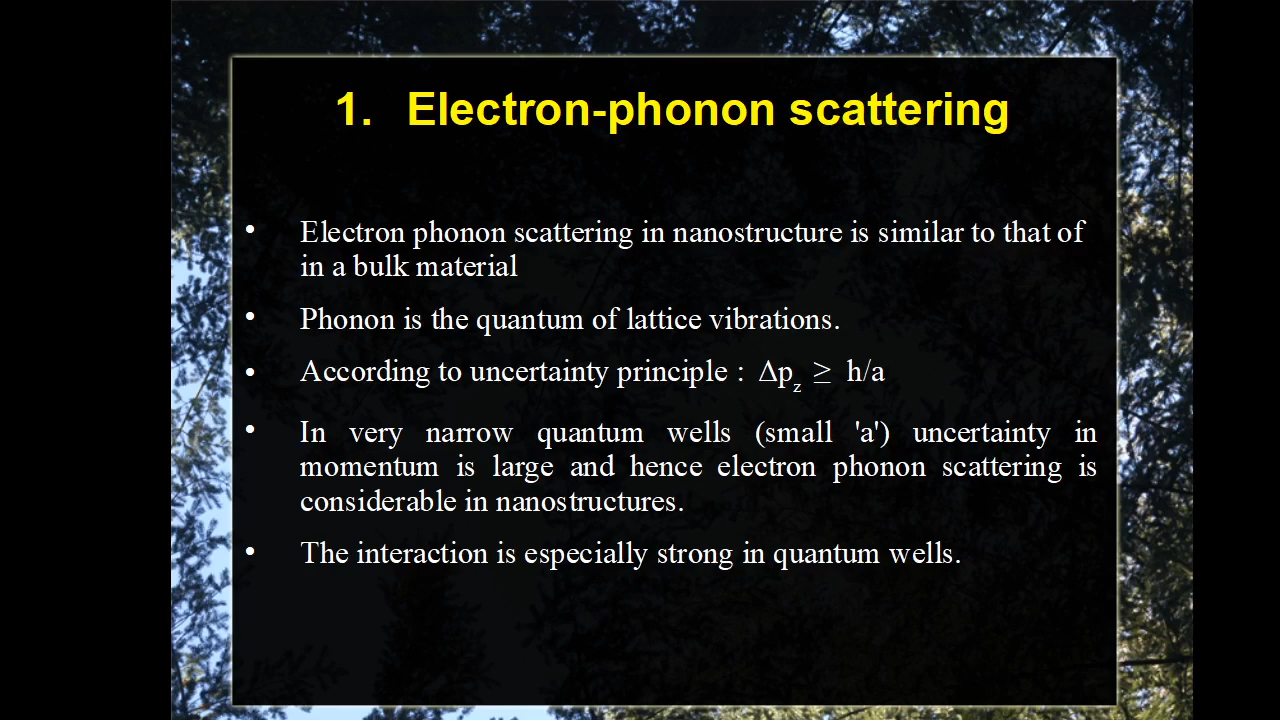 1. Electron-phonon scattering
• Electron phonon scattering in nanostructure is similar to that of
in a bulk material
• Phonon is the quantum of lattice vibrations.
• According to uncertainty principle : Δp_z ≥ h/a
• In very narrow quantum wells (small 'a') uncertainty in
momentum is large and hence electron phonon scattering is
considerable in nanostructures.
• The interaction is especially strong in quantum wells.